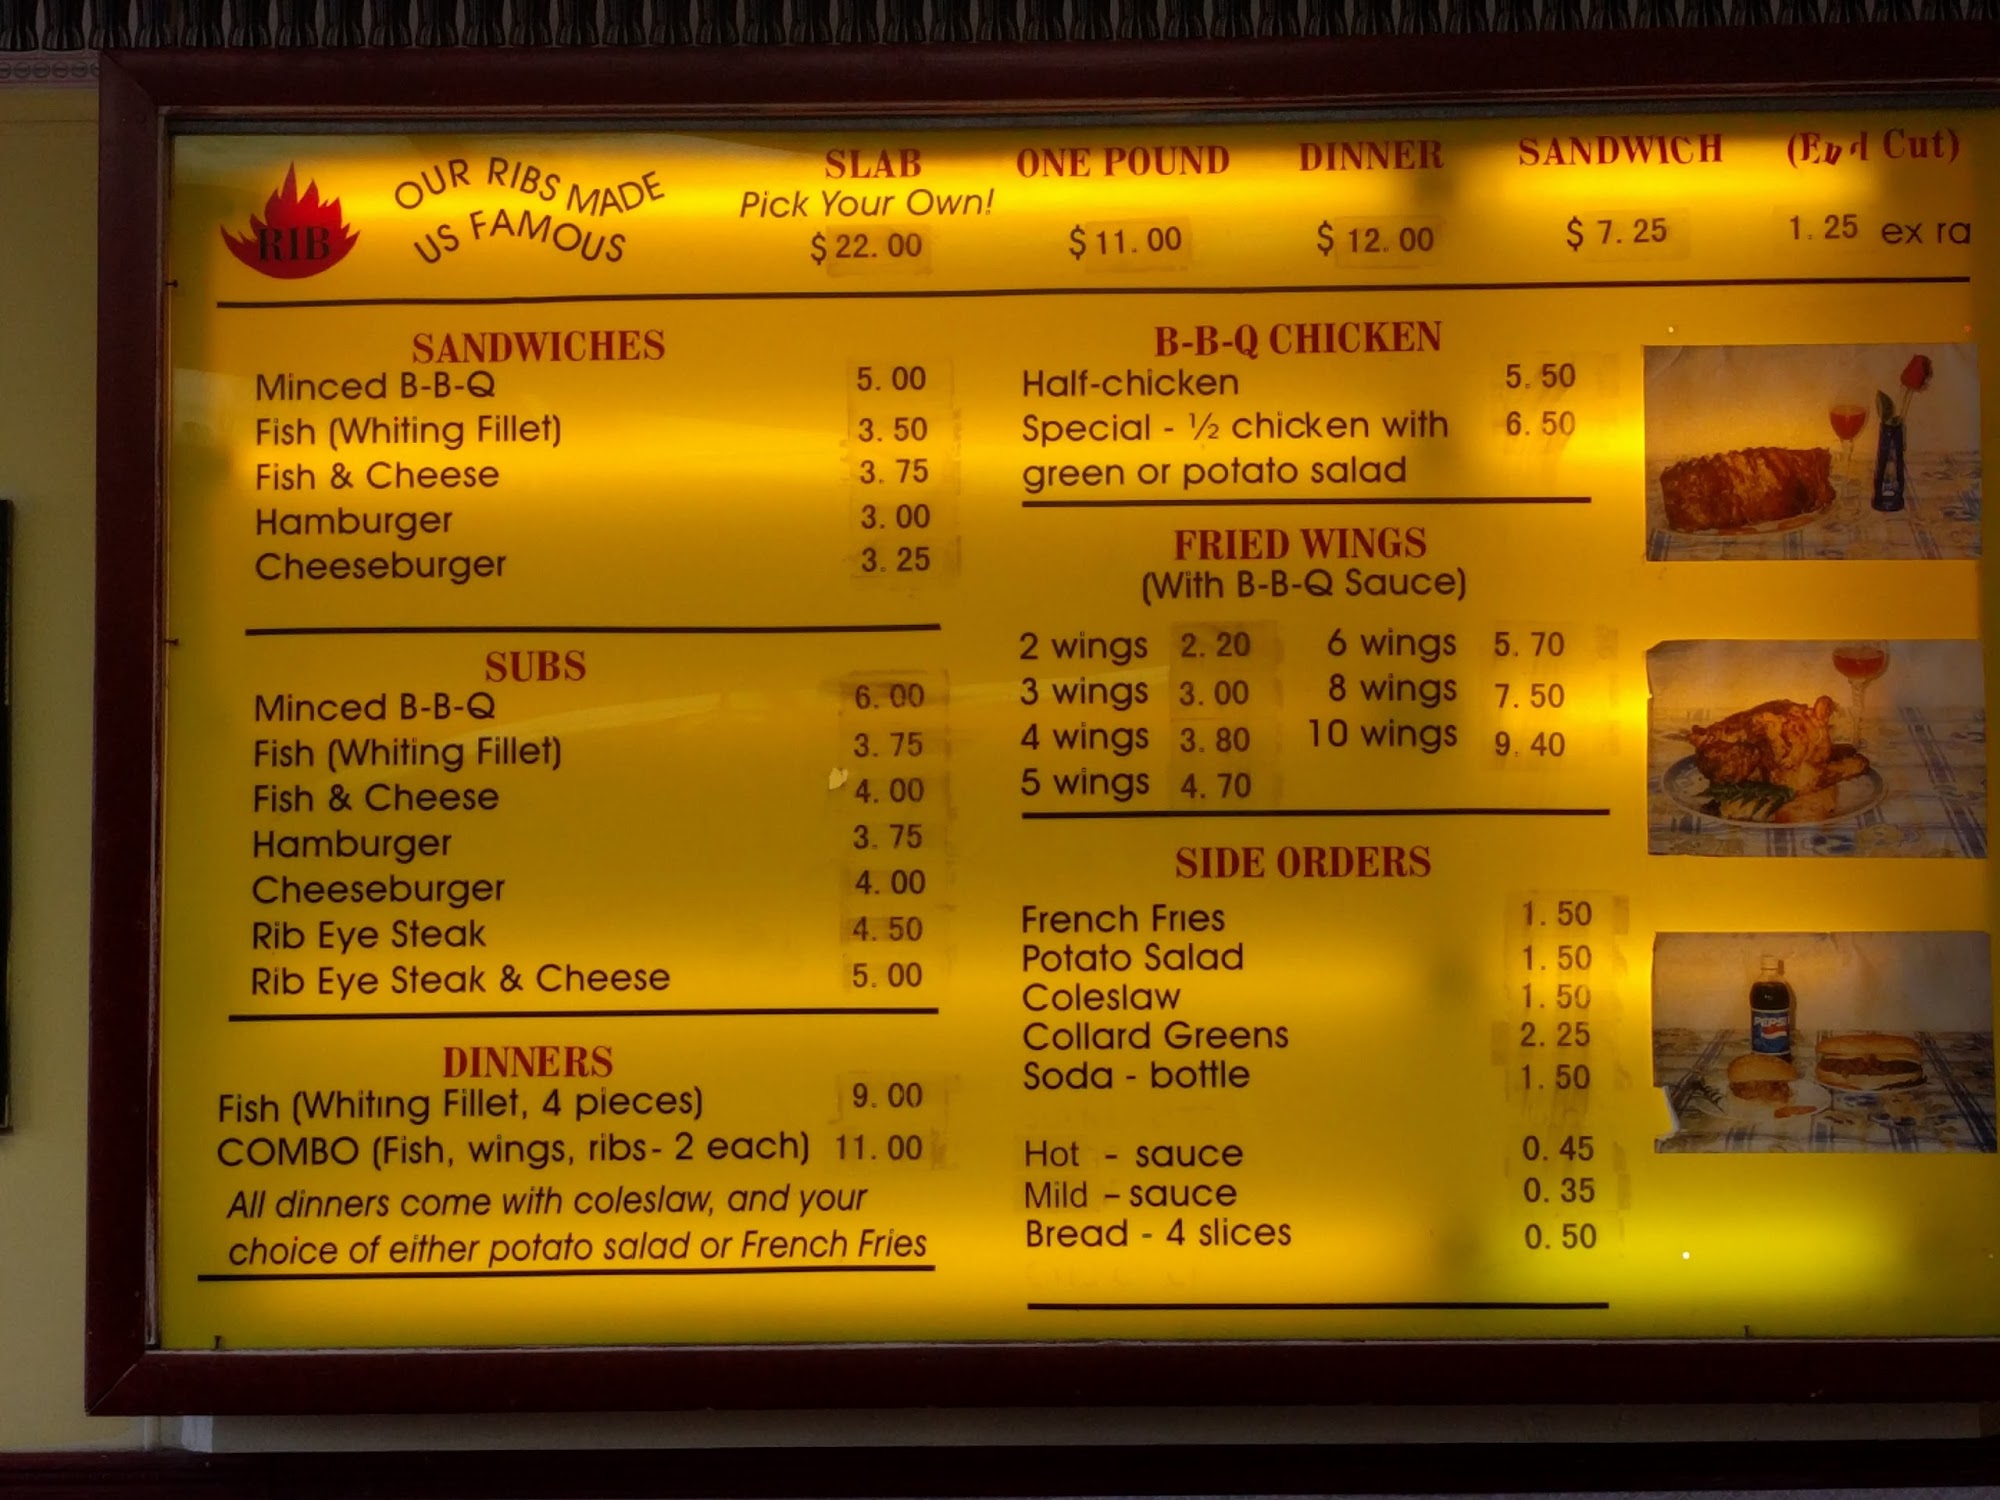 RIB
OUR RIBS MADE
US FAMOUS
SLAB ONE POUND DINNER SANDWICH (End Cut)
Pick Your Own!
$ 22.00 $ 11.00 $ 12.00 $ 7.25 1.25 ex ra
SANDWICHES
Minced B-B-Q 5.00
Fish (Whiting Fillet) 3.50
Fish & Cheese 3.75
Hamburger 3.00
Cheeseburger 3.25
SUBS
Minced B-B-Q 6.00
Fish (Whiting Fillet) 3.75
Fish & Cheese 4.00
Hamburger 3.75
Cheeseburger 4.00
Rib Eye Steak 4.50
Rib Eye Steak & Cheese 5.00
DINNERS
Fish (Whiting Fillet, 4 pieces) 9.00
COMBO (Fish, wings, ribs- 2 each) 11.00
All dinners come with coleslaw, and your
choice of either potato salad or French Fries
B-B-Q CHICKEN
Half-chicken 5.50
Special - ½ chicken with 6.50
green or potato salad
FRIED WINGS
(With B-B-Q Sauce)
2 wings 2.20 6 wings 5.70
3 wings 3.00 8 wings 7.50
4 wings 3.80 10 wings 9.40
5 wings 4.70
SIDE ORDERS
French Fries 1.50
Potato Salad 1.50
Coleslaw 1.50
Collard Greens 2.25
Soda - bottle 1.50
Hot - sauce 0.45
Mild - sauce 0.35
Bread - 4 slices 0.50
PEPSI